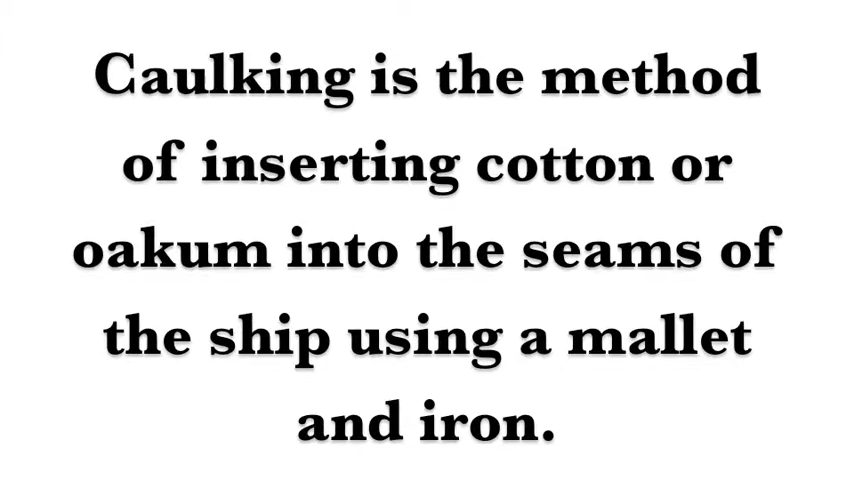 Caulking is the method
of inserting cotton or
oakum into the seams of
the ship using a mallet
and iron.